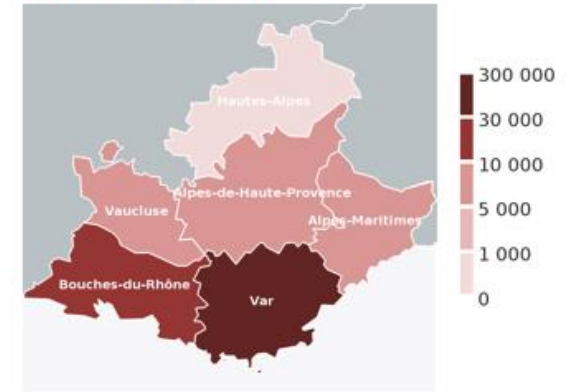 300 000
Hautes-Alpes
30 000
10 000
Alpes-de-Haute-Provence
5 000
Vaucluse
Alpes-Maritimes
1 000
Bouches-du-Rhône
Var
0